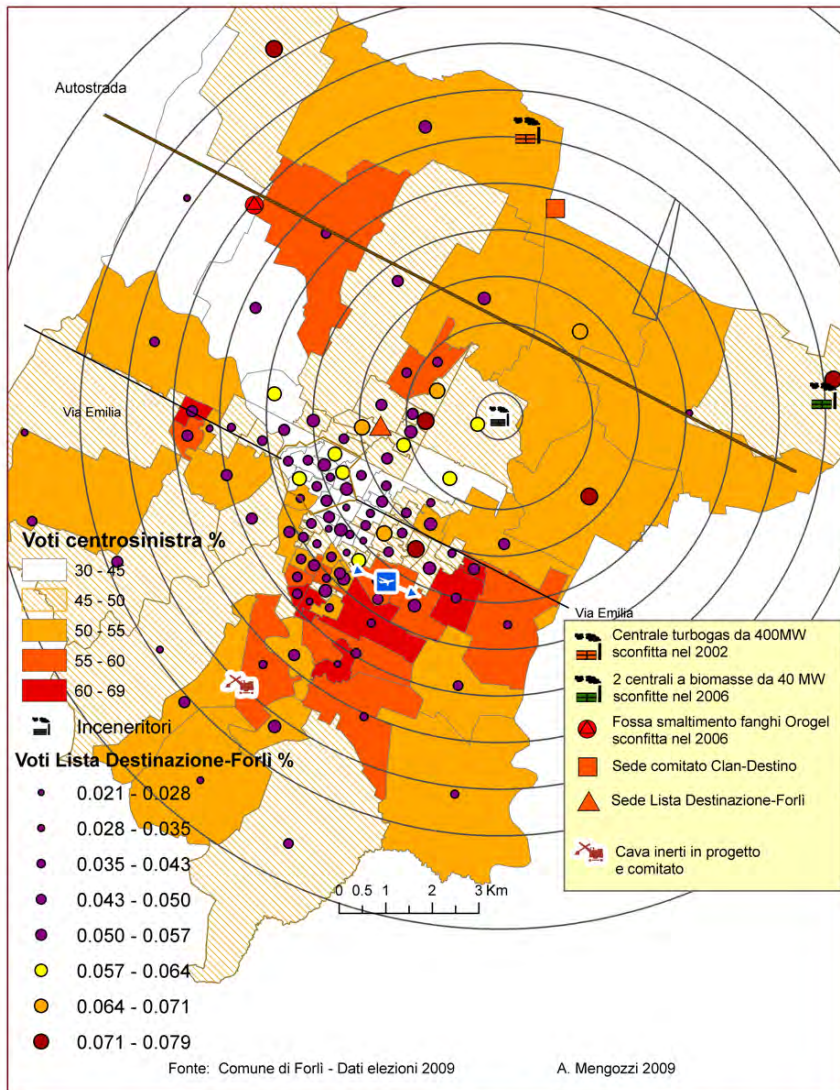 Autostrada
Via Emilia
Voti centrosinistra %
30 - 45
45 - 50
50 - 55
55 - 60
60 - 69
Inceneritori
Voti Lista Destinazione-Forlì %
0.021 - 0.028
0.028 - 0.035
0.035 - 0.043
0.043 - 0.050
0.050 - 0.057
0.057 - 0.064
0.064 - 0.071
0.071 - 0.079
0 0.5 1 2 3 Km
Via Emilia
Centrale turbogas da 400MW
sconfitta nel 2002
2 centrali a biomasse da 40 MW
sconfitte nel 2006
Fossa smaltimento fanghi Orogel
sconfitta nel 2006
Sede comitato Clan-Destino
Sede Lista Destinazione-Forlì
Cava inerti in progetto
e comitato
Fonte: Comune di Forlì - Dati elezioni 2009
A. Mengozzi 2009